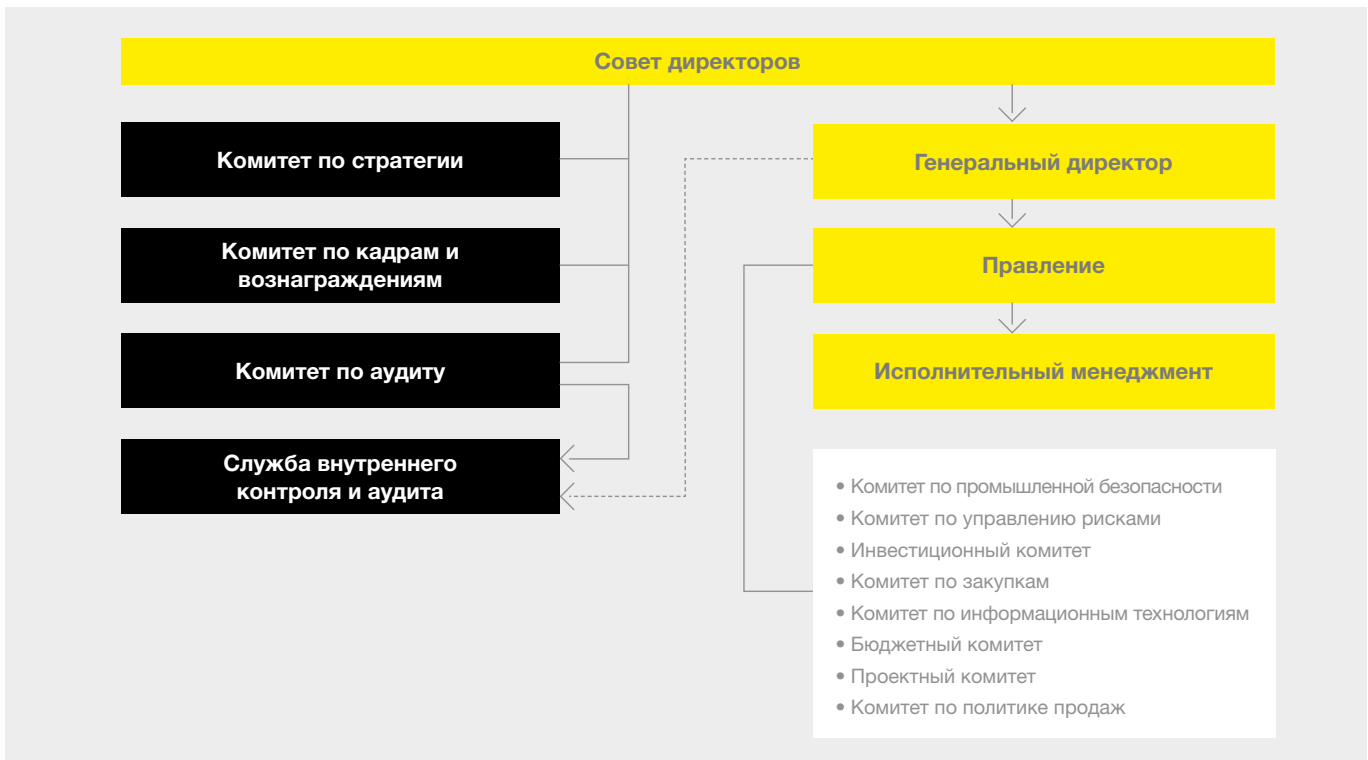 Совет директоров
Комитет по стратегии
Комитет по кадрам и
вознаграждениям
Комитет по аудиту
Служба внутреннего
контроля и аудита
Генеральный директор
Правление
Исполнительный менеджмент
• Комитет по промышленной безопасности
• Комитет по управлению рисками
• Инвестиционный комитет
• Комитет по закупкам
• Комитет по информационным технологиям
• Бюджетный комитет
• Проектный комитет
• Комитет по политике продаж